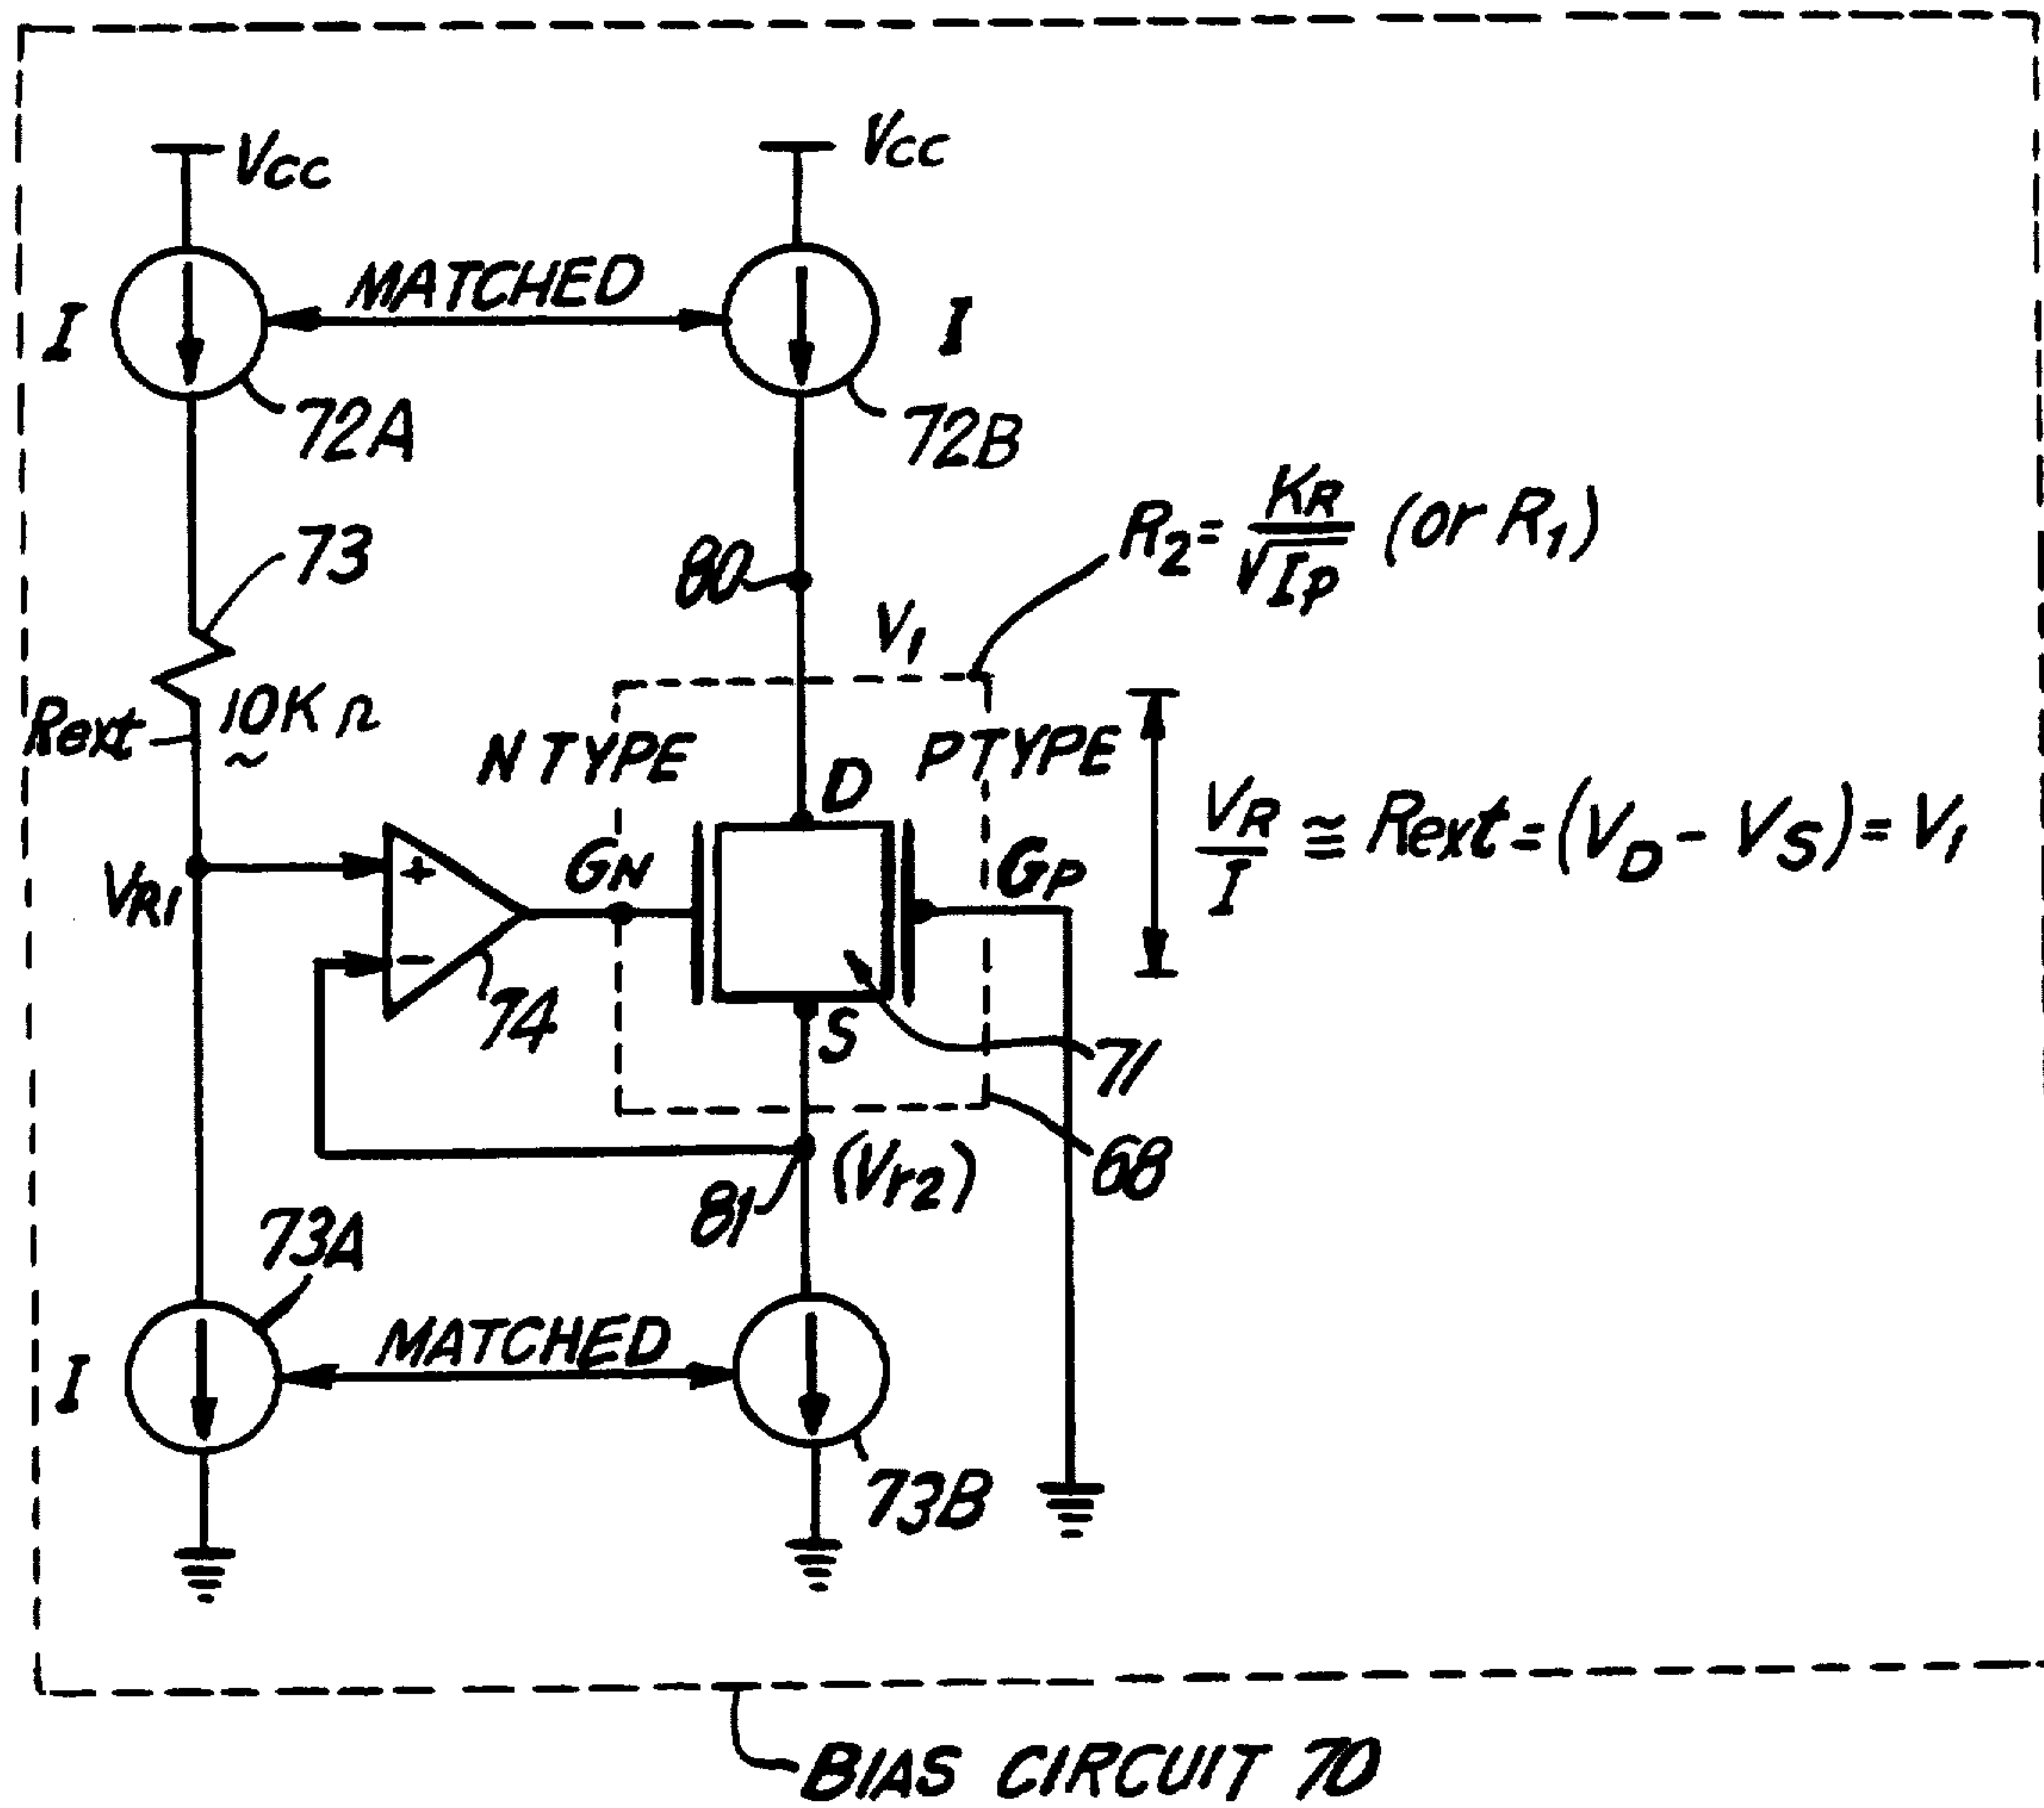 Vcc
Vcc
I
MATCHED
I
72A
72B
73
R2 = KR/√Ip (or R1)
80
V1
Rext
10K Ω
~
N TYPE
P TYPE
D
VR/I ≅ Rext = (VD - VS) = V1
VR1
+
-
GN
GP
74
S
71
68
81
(Vr2)
73A
I
MATCHED
73B
BIAS CIRCUIT 70